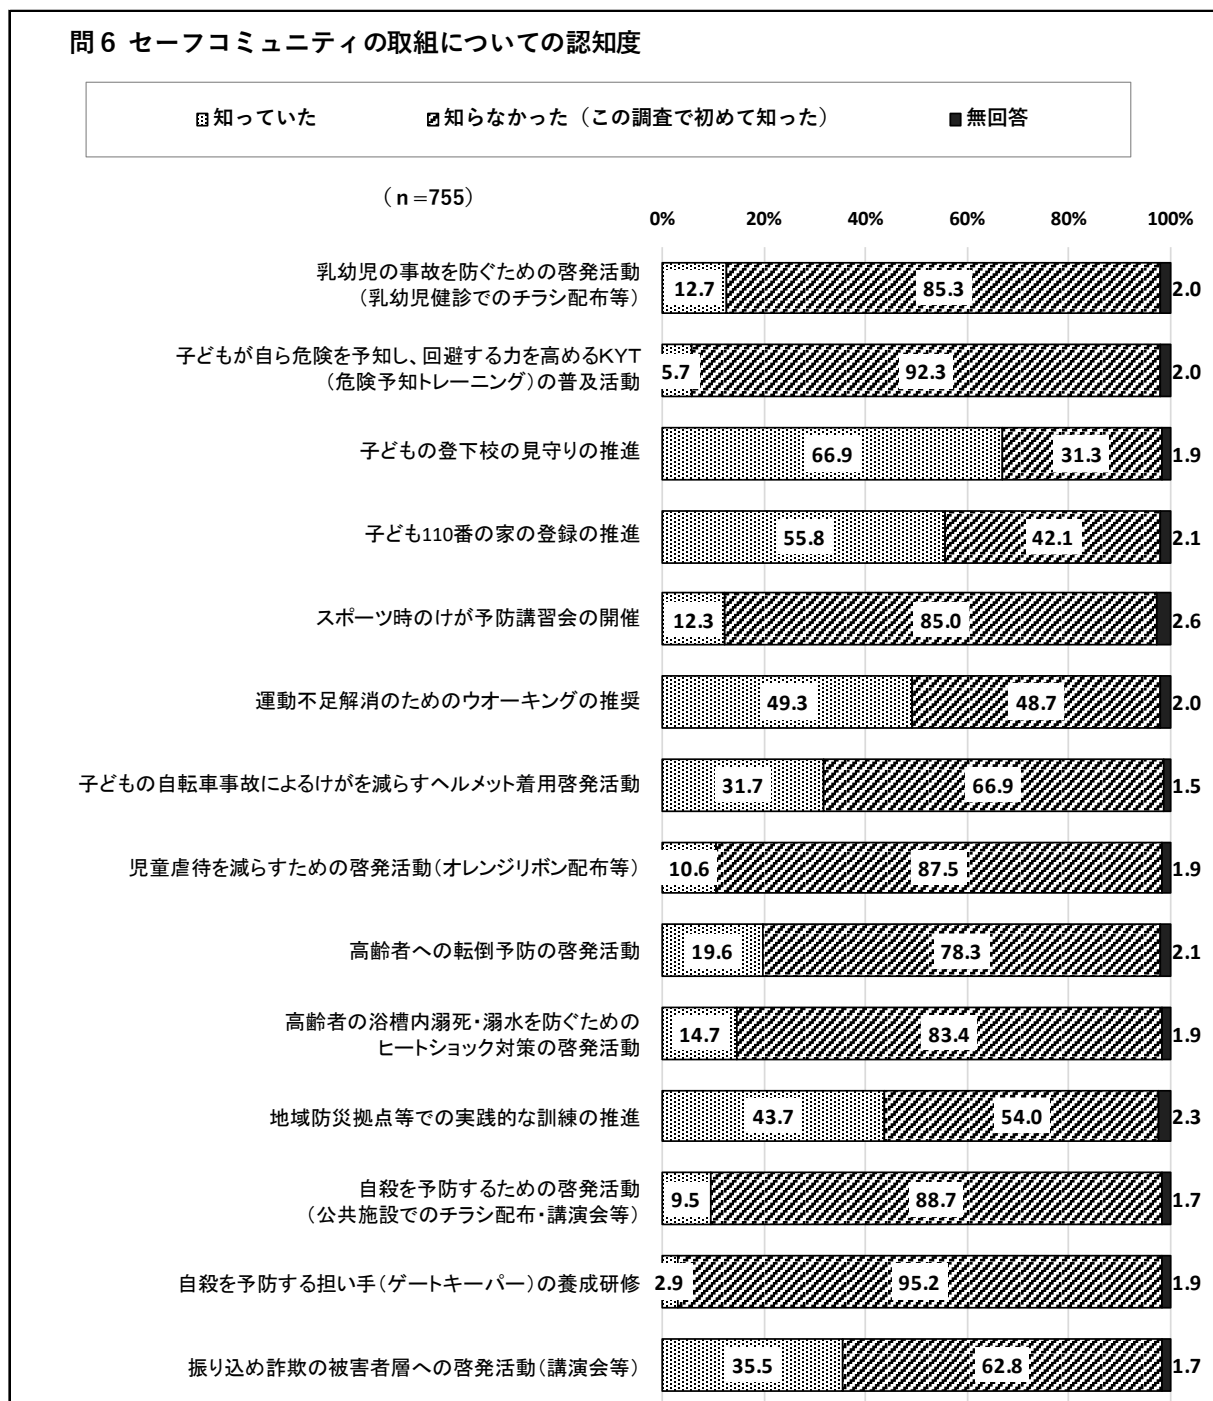 問6 セーフコミュニティの取組についての認知度
知っていた 知らなかった(この調査で初めて知った) 無回答
(n=755)
0% 20% 40% 60% 80% 100%
乳幼児の事故を防ぐための啓発活動
(乳幼児健診でのチラシ配布等)
12.7 85.3 2.0
子どもが自ら危険を予知し、回避する力を高めるKYT
(危険予知トレーニング)の普及活動
5.7 92.3 2.0
子どもの登下校の見守りの推進
66.9 31.3 1.9
子ども110番の家の登録の推進
55.8 42.1 2.1
スポーツ時のけが予防講習会の開催
12.3 85.0 2.6
運動不足解消のためのウオーキングの推奨
49.3 48.7 2.0
子どもの自転車事故によるけがを減らすヘルメット着用啓発活動
31.7 66.9 1.5
児童虐待を減らすための啓発活動(オレンジリボン配布等)
10.6 87.5 1.9
高齢者への転倒予防の啓発活動
19.6 78.3 2.1
高齢者の浴槽内溺死・溺水を防ぐための
ヒートショック対策の啓発活動
14.7 83.4 1.9
地域防災拠点等での実践的な訓練の推進
43.7 54.0 2.3
自殺を予防するための啓発活動
(公共施設でのチラシ配布・講演会等)
9.5 88.7 1.7
自殺を予防する担い手(ゲートキーパー)の養成研修
2.9 95.2 1.9
振り込め詐欺の被害者層への啓発活動(講演会等)
35.5 62.8 1.7